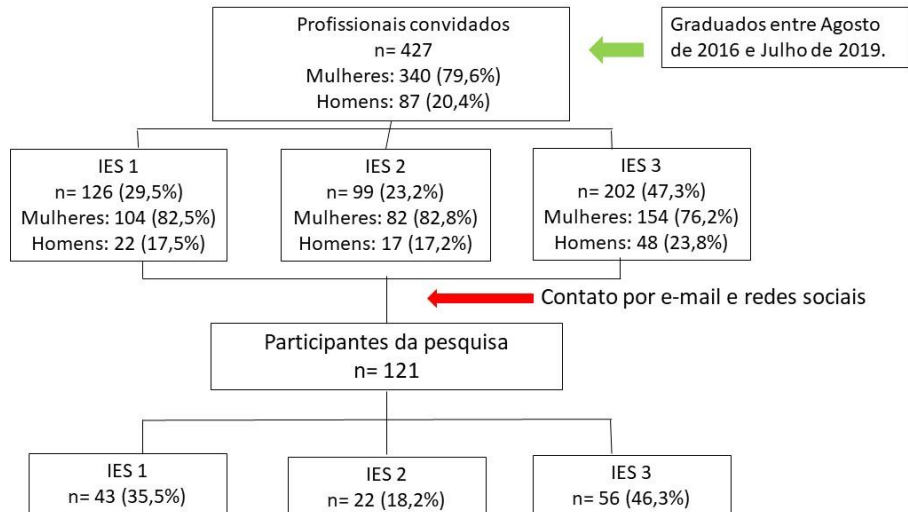 Profissionais convidados
n= 427
Mulheres: 340 (79,6%)
Homens: 87 (20,4%)
Graduados entre Agosto
de 2016 e Julho de 2019.
IES 1
n= 126 (29,5%)
Mulheres: 104 (82,5%)
Homens: 22 (17,5%)
IES 2
n= 99 (23,2%)
Mulheres: 82 (82,8%)
Homens: 17 (17,2%)
IES 3
n= 202 (47,3%)
Mulheres: 154 (76,2%)
Homens: 48 (23,8%)
Contato por e-mail e redes sociais
Participantes da pesquisa
n= 121
IES 1
n= 43 (35,5%)
IES 2
n= 22 (18,2%)
IES 3
n= 56 (46,3%)